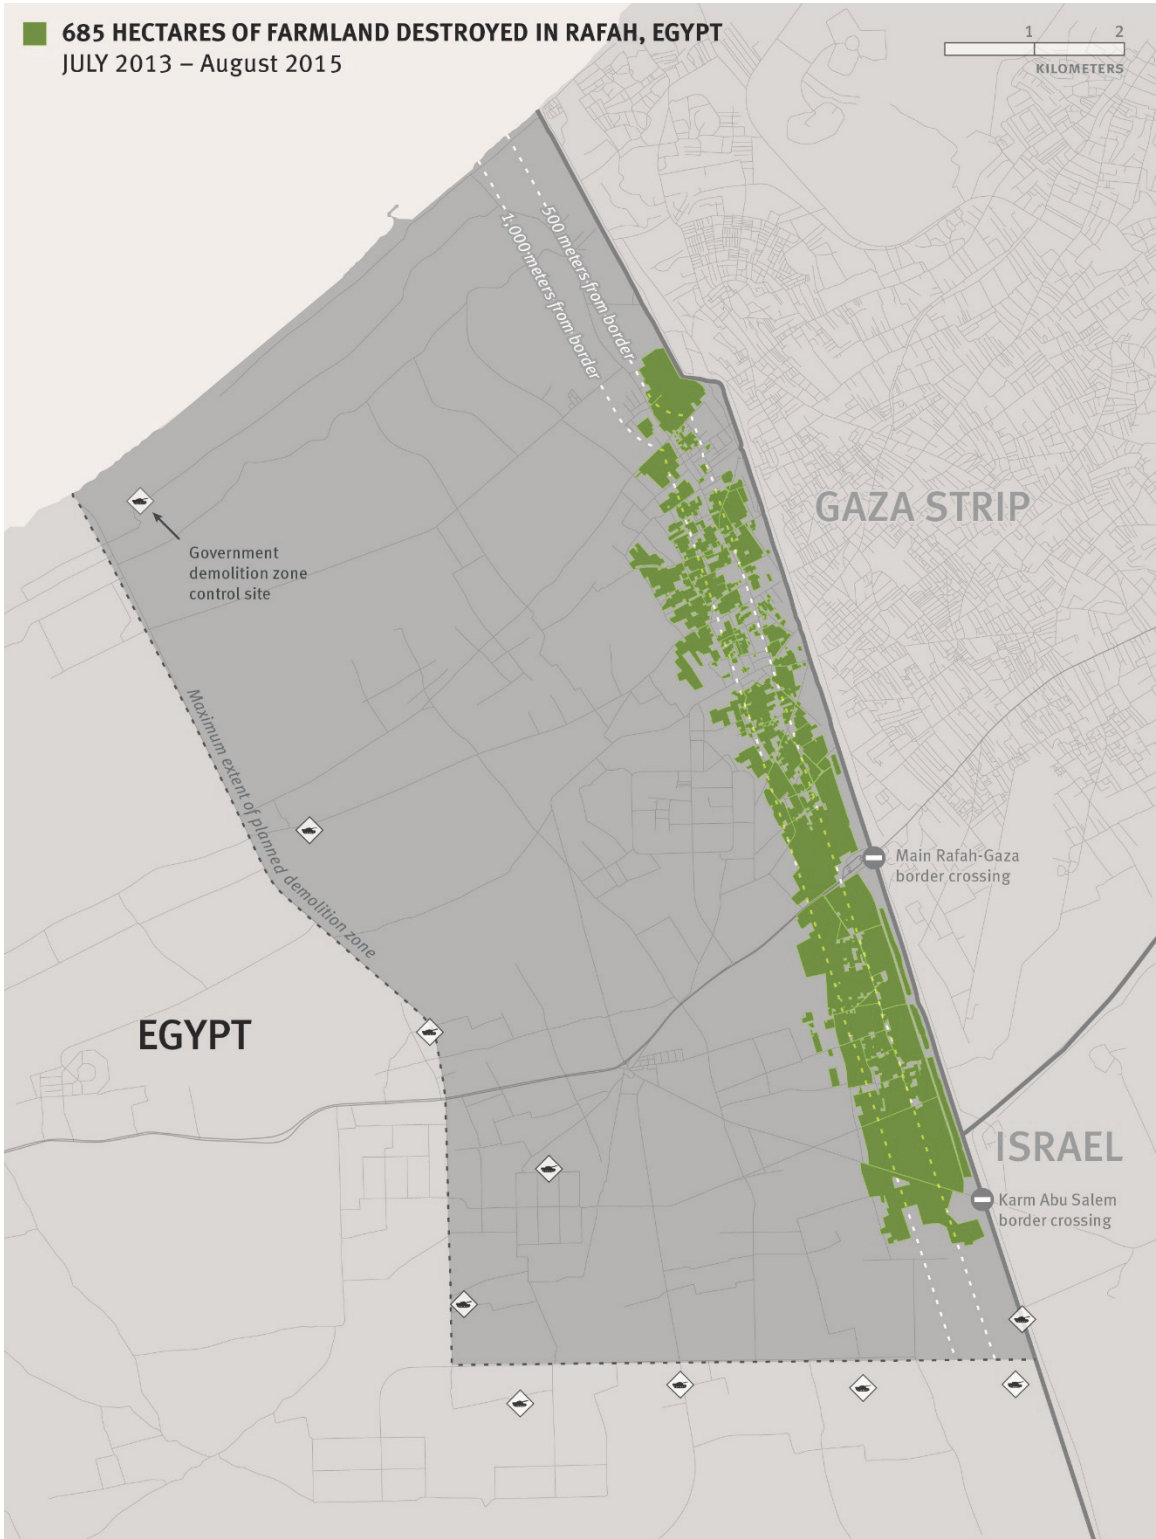 685 HECTARES OF FARMLAND DESTROYED IN RAFAH, EGYPT
JULY 2013 – August 2015
1 2
KILOMETERS
500 meters from border
1,000 meters from border
GAZA STRIP
Government
demolition zone
control site
Maximum extent of planned demolition zone
Main Rafah-Gaza
border crossing
EGYPT
ISRAEL
Karm Abu Salem
border crossing